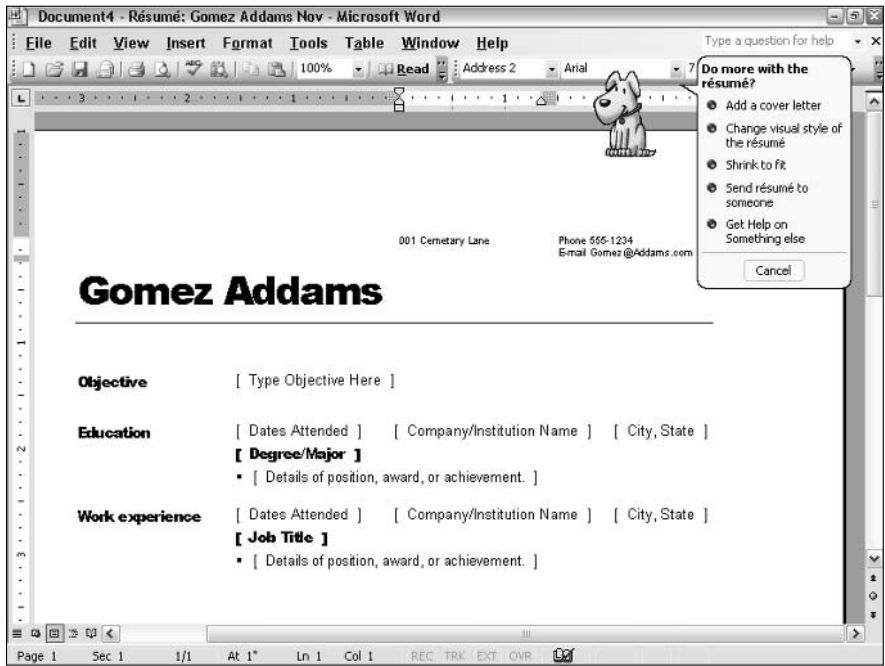 Document4 - Résumé: Gomez Addams Nov - Microsoft Word
File Edit View Insert Format Tools Table Window Help
Type a question for help
100% Read Address 2 Arial 7
3 2 1 1
Do more with the
résumé?
Add a cover letter
Change visual style of
the résumé
Shrink to fit
Send résumé to
someone
Get Help on
Something else
Cancel
001 Cemetary Lane
Phone 555-1234
E-mail Gomez@Addams.com
Gomez Addams
Objective [ Type Objective Here ]
Education [ Dates Attended ] [ Company/Institution Name ] [ City, State ]
[ Degree/Major ]
▪ [ Details of position, award, or achievement. ]
Work experience [ Dates Attended ] [ Company/Institution Name ] [ City, State ]
[ Job Title ]
▪ [ Details of position, award, or achievement. ]
Page 1 Sec 1 1/1 At 1" Ln 1 Col 1 REC TRK EXT OVR